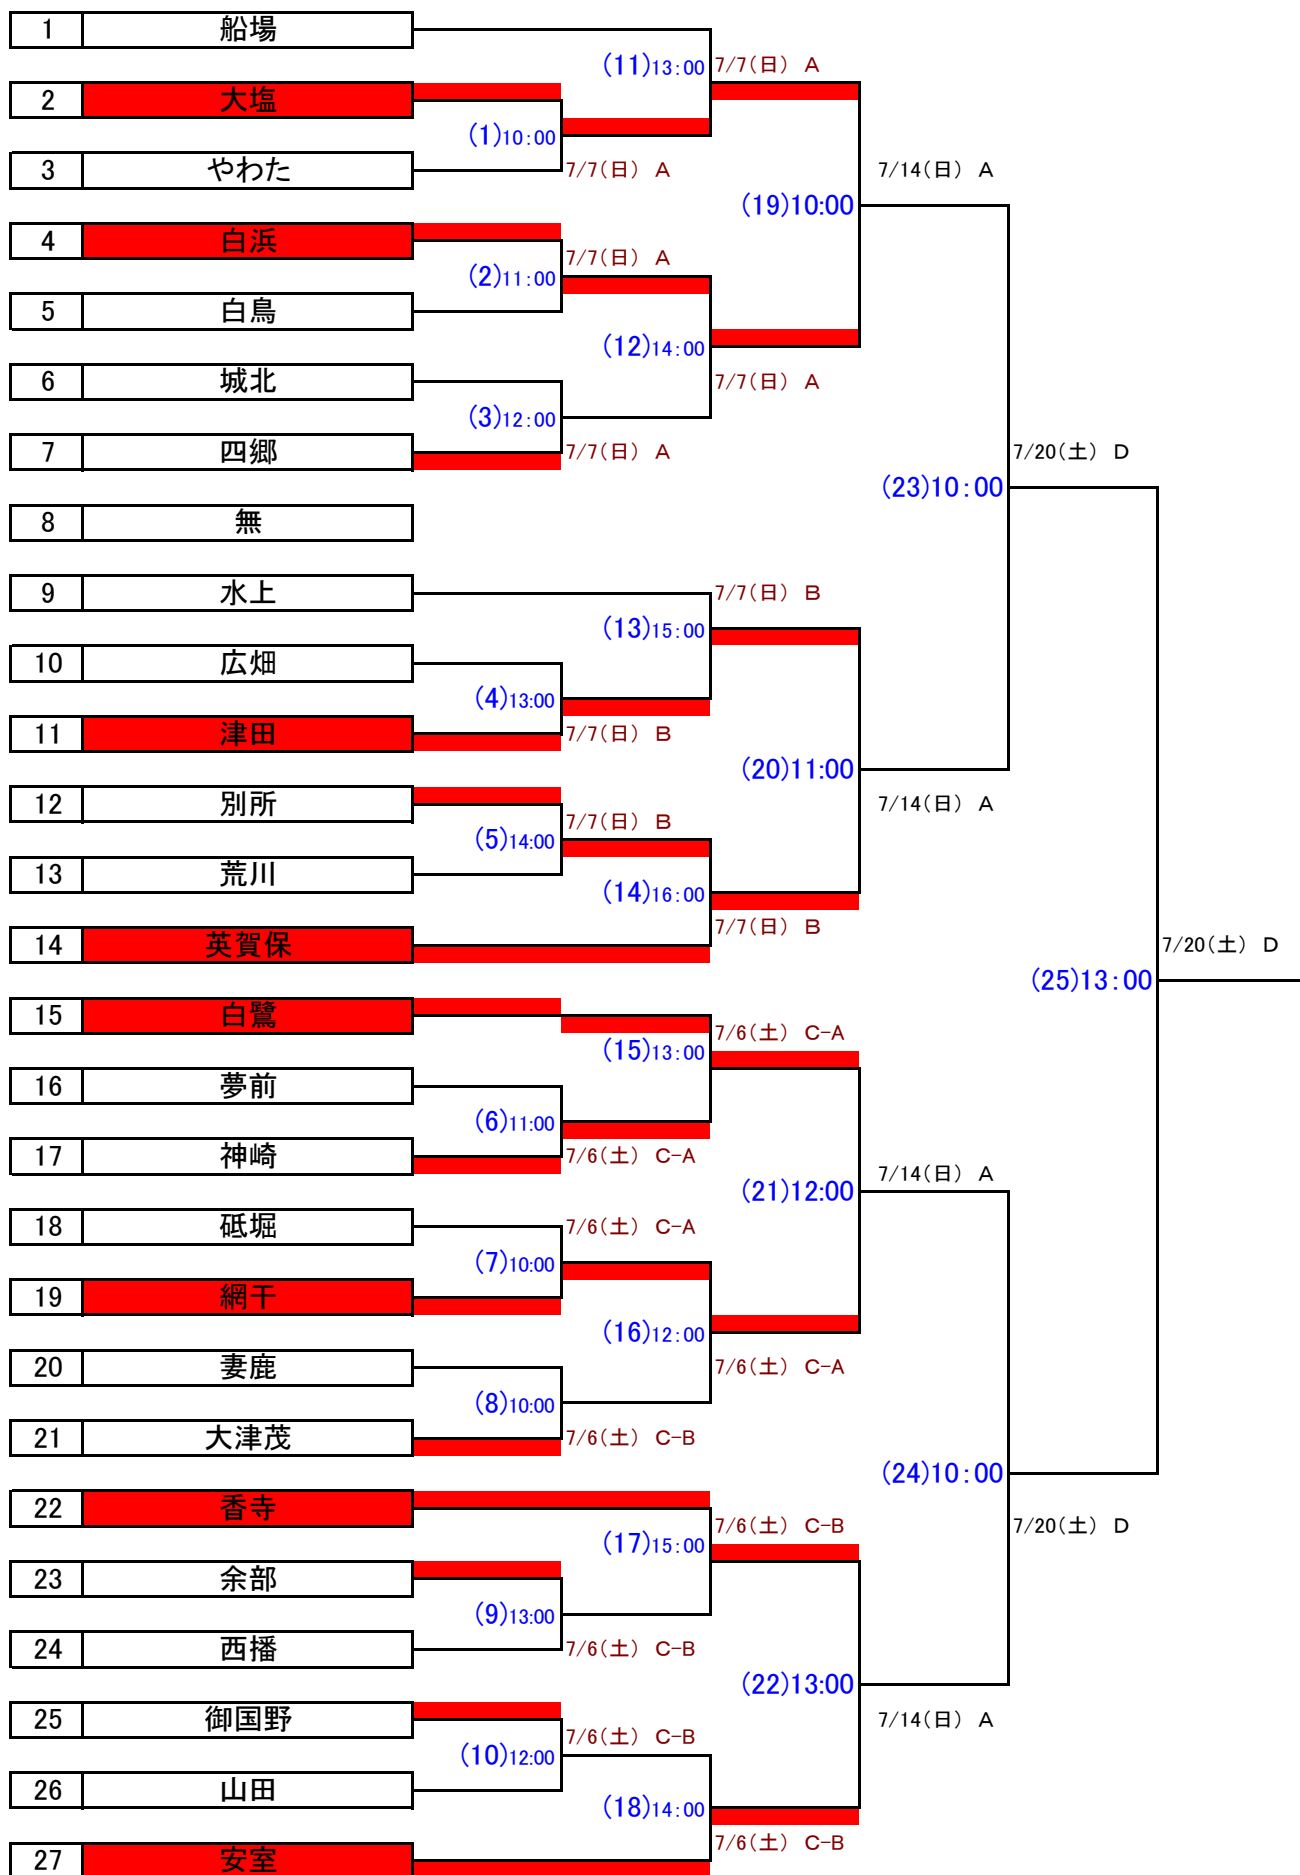 1 船場
(11)13:00 7/7(日) A
2 大塩
(1)10:00
3 やわた
7/7(日) A
7/14(日) A
(19)10:00
4 白浜
7/7(日) A
(2)11:00
5 白鳥
(12)14:00
6 城北
7/7(日) A
(3)12:00
7 四郷
7/7(日) A
7/20(土) D
(23)10:00
8 無
9 水上
7/7(日) B
(13)15:00
10 広畑
(4)13:00
11 津田
7/7(日) B
(20)11:00
12 別所
7/14(日) A
7/7(日) B
(5)14:00
13 荒川
(14)16:00
7/7(日) B
14 英賀保
7/20(土) D
(25)13:00
15 白鷺
7/6(土) C-A
(15)13:00
16 夢前
(6)11:00
17 神崎
7/6(土) C-A
7/14(日) A
(21)12:00
18 砥堀
7/6(土) C-A
(7)10:00
19 網干
(16)12:00
20 妻鹿
7/6(土) C-A
(8)10:00
21 大津茂
7/6(土) C-B
(24)10:00
22 香寺
7/6(土) C-B
7/20(土) D
(17)15:00
23 余部
(9)13:00
24 西播
7/6(土) C-B
(22)13:00
25 御国野
7/14(日) A
7/6(土) C-B
(10)12:00
26 山田
(18)14:00
7/6(土) C-B
27 安室